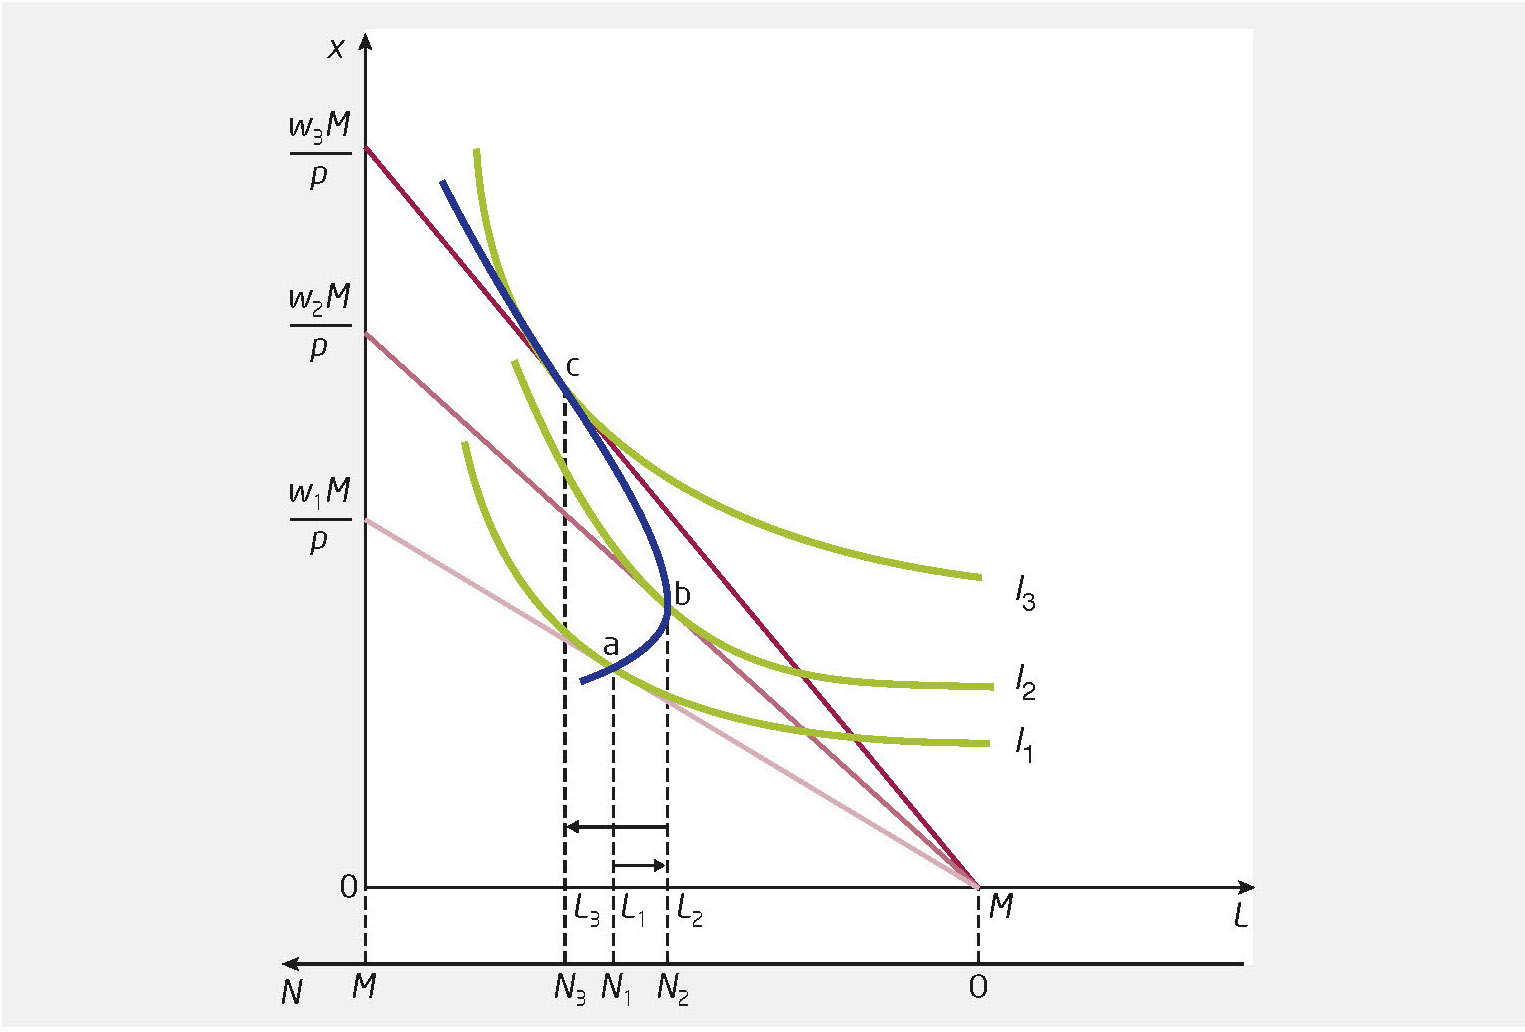 x
w₃M
p
w₂M
p
c
w₁M
p
b
I₃
a
I₂
I₁
0
L₃ L₁ L₂ M L
N M N₃ N₁ N₂ 0